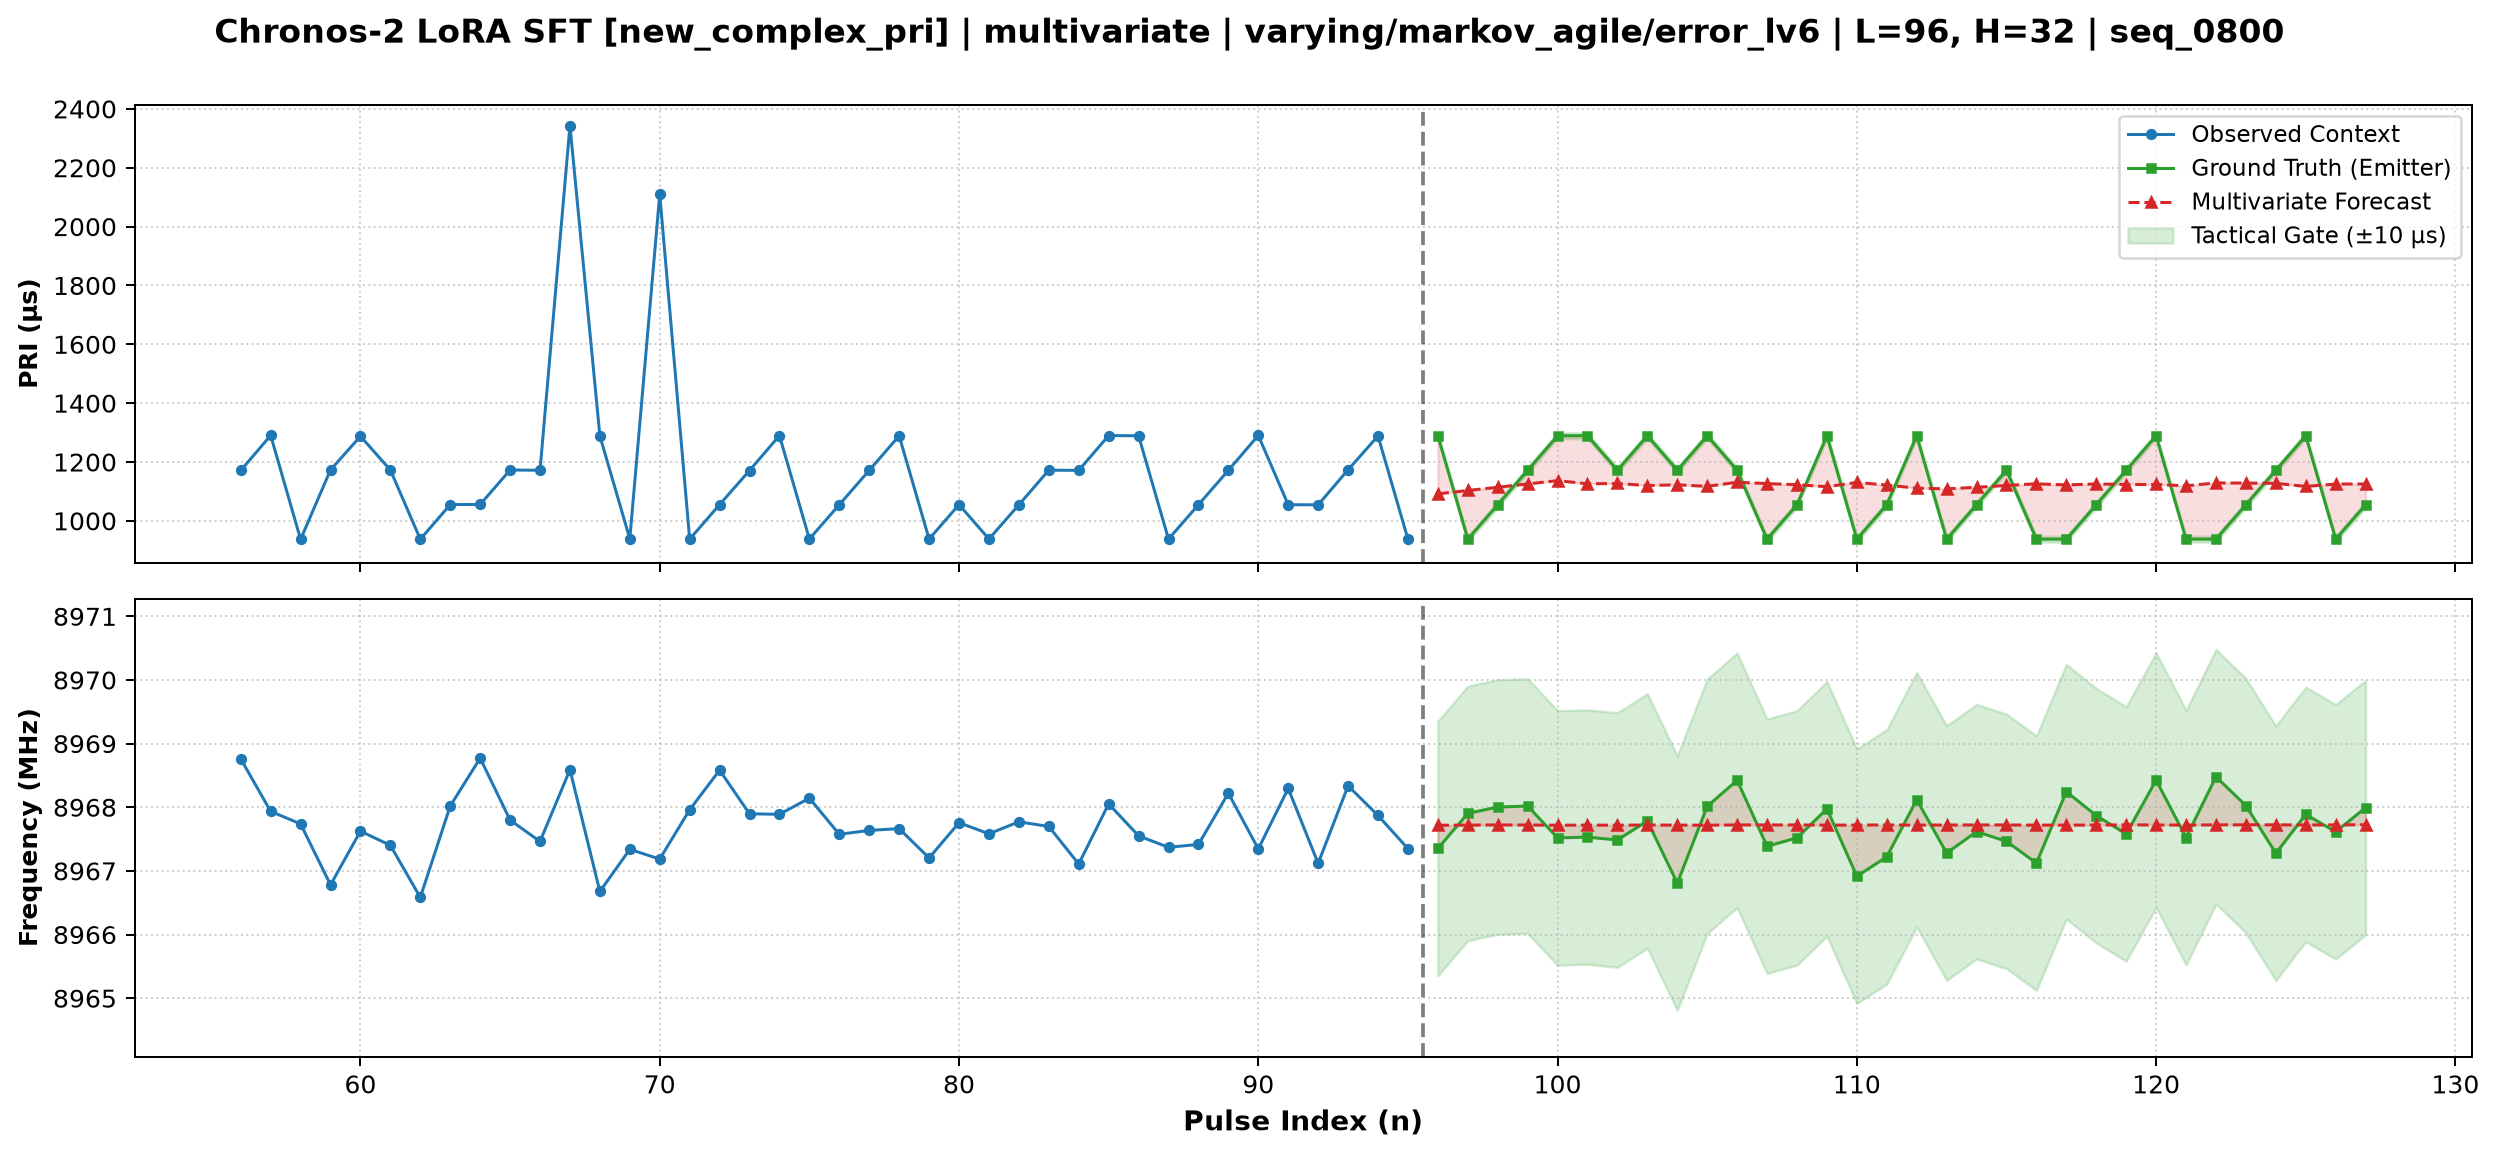 Chronos-2 LoRA SFT [new_complex_pri] | multivariate | varying/markov_agile/error_lv6 | L=96, H=32 | seq_0800
2400
2200
2000
1800
1600
1400
1200
1000
PRI (μs)
Observed Context
Ground Truth (Emitter)
Multivariate Forecast
Tactical Gate (±10 μs)
8971
8970
8969
8968
8967
8966
8965
Frequency (MHz)
60
70
80
90
100
110
120
130
Pulse Index (n)